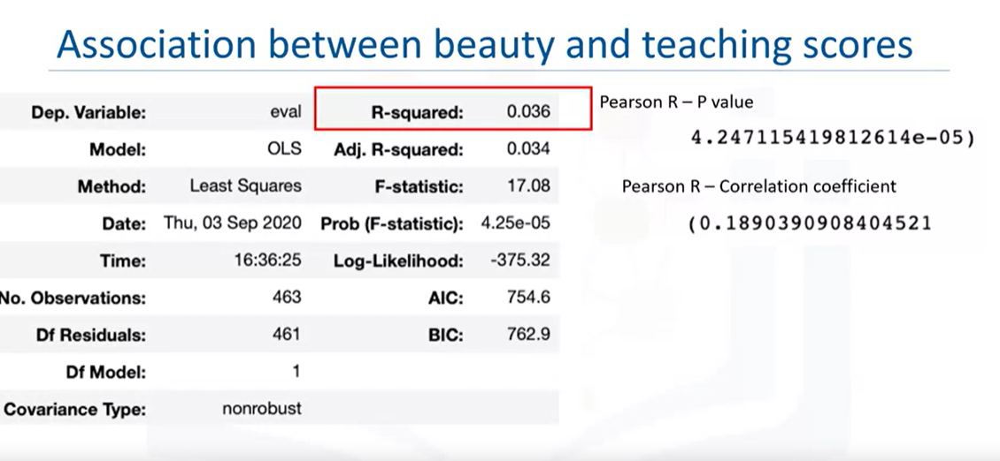 Association between beauty and teaching scores
Dep. Variable: eval R-squared: 0.036
Model: OLS Adj. R-squared: 0.034
Method: Least Squares F-statistic: 17.08
Date: Thu, 03 Sep 2020 Prob (F-statistic): 4.25e-05
Time: 16:36:25 Log-Likelihood: -375.32
No. Observations: 463 AIC: 754.6
Df Residuals: 461 BIC: 762.9
Df Model: 1
Covariance Type: nonrobust
Pearson R – P value
4.247115419812614e-05)
Pearson R – Correlation coefficient
(0.1890390908404521